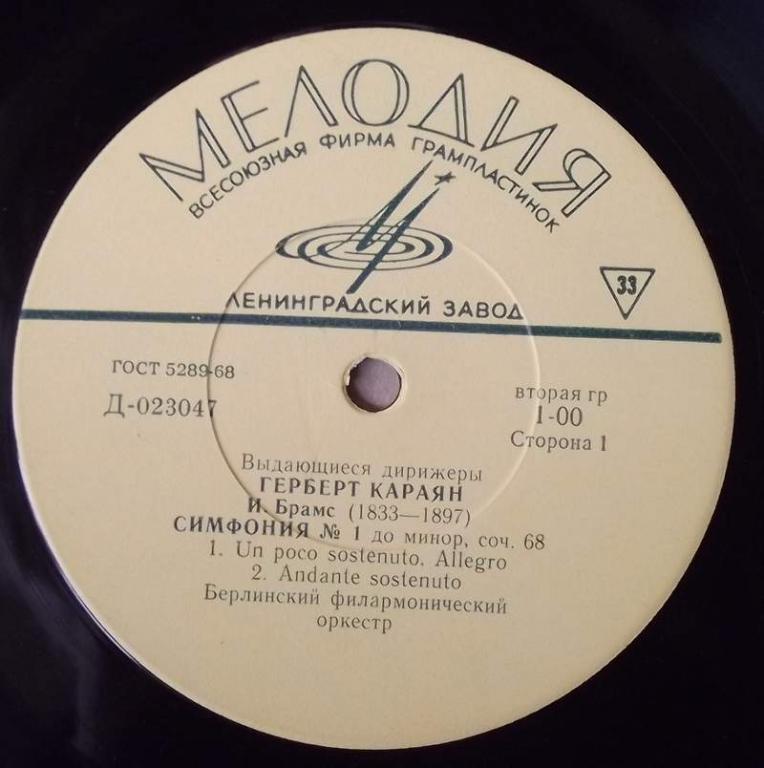 МЕЛОДИЯ
ВСЕСОЮЗНАЯ ФИРМА ГРАМПЛАСТИНОК
ЛЕНИНГРАДСКИЙ ЗАВОД
33
ГОСТ 5289-68
Д-023047
вторая гр
1-00
Сторона 1
Выдающиеся дирижеры
ГЕРБЕРТ КАРАЯН
И. Брамс (1833—1897)
СИМФОНИЯ № 1 до минор, соч. 68
1. Un poco sostenuto. Allegro
2. Andante sostenuto
Берлинский филармонический
оркестр